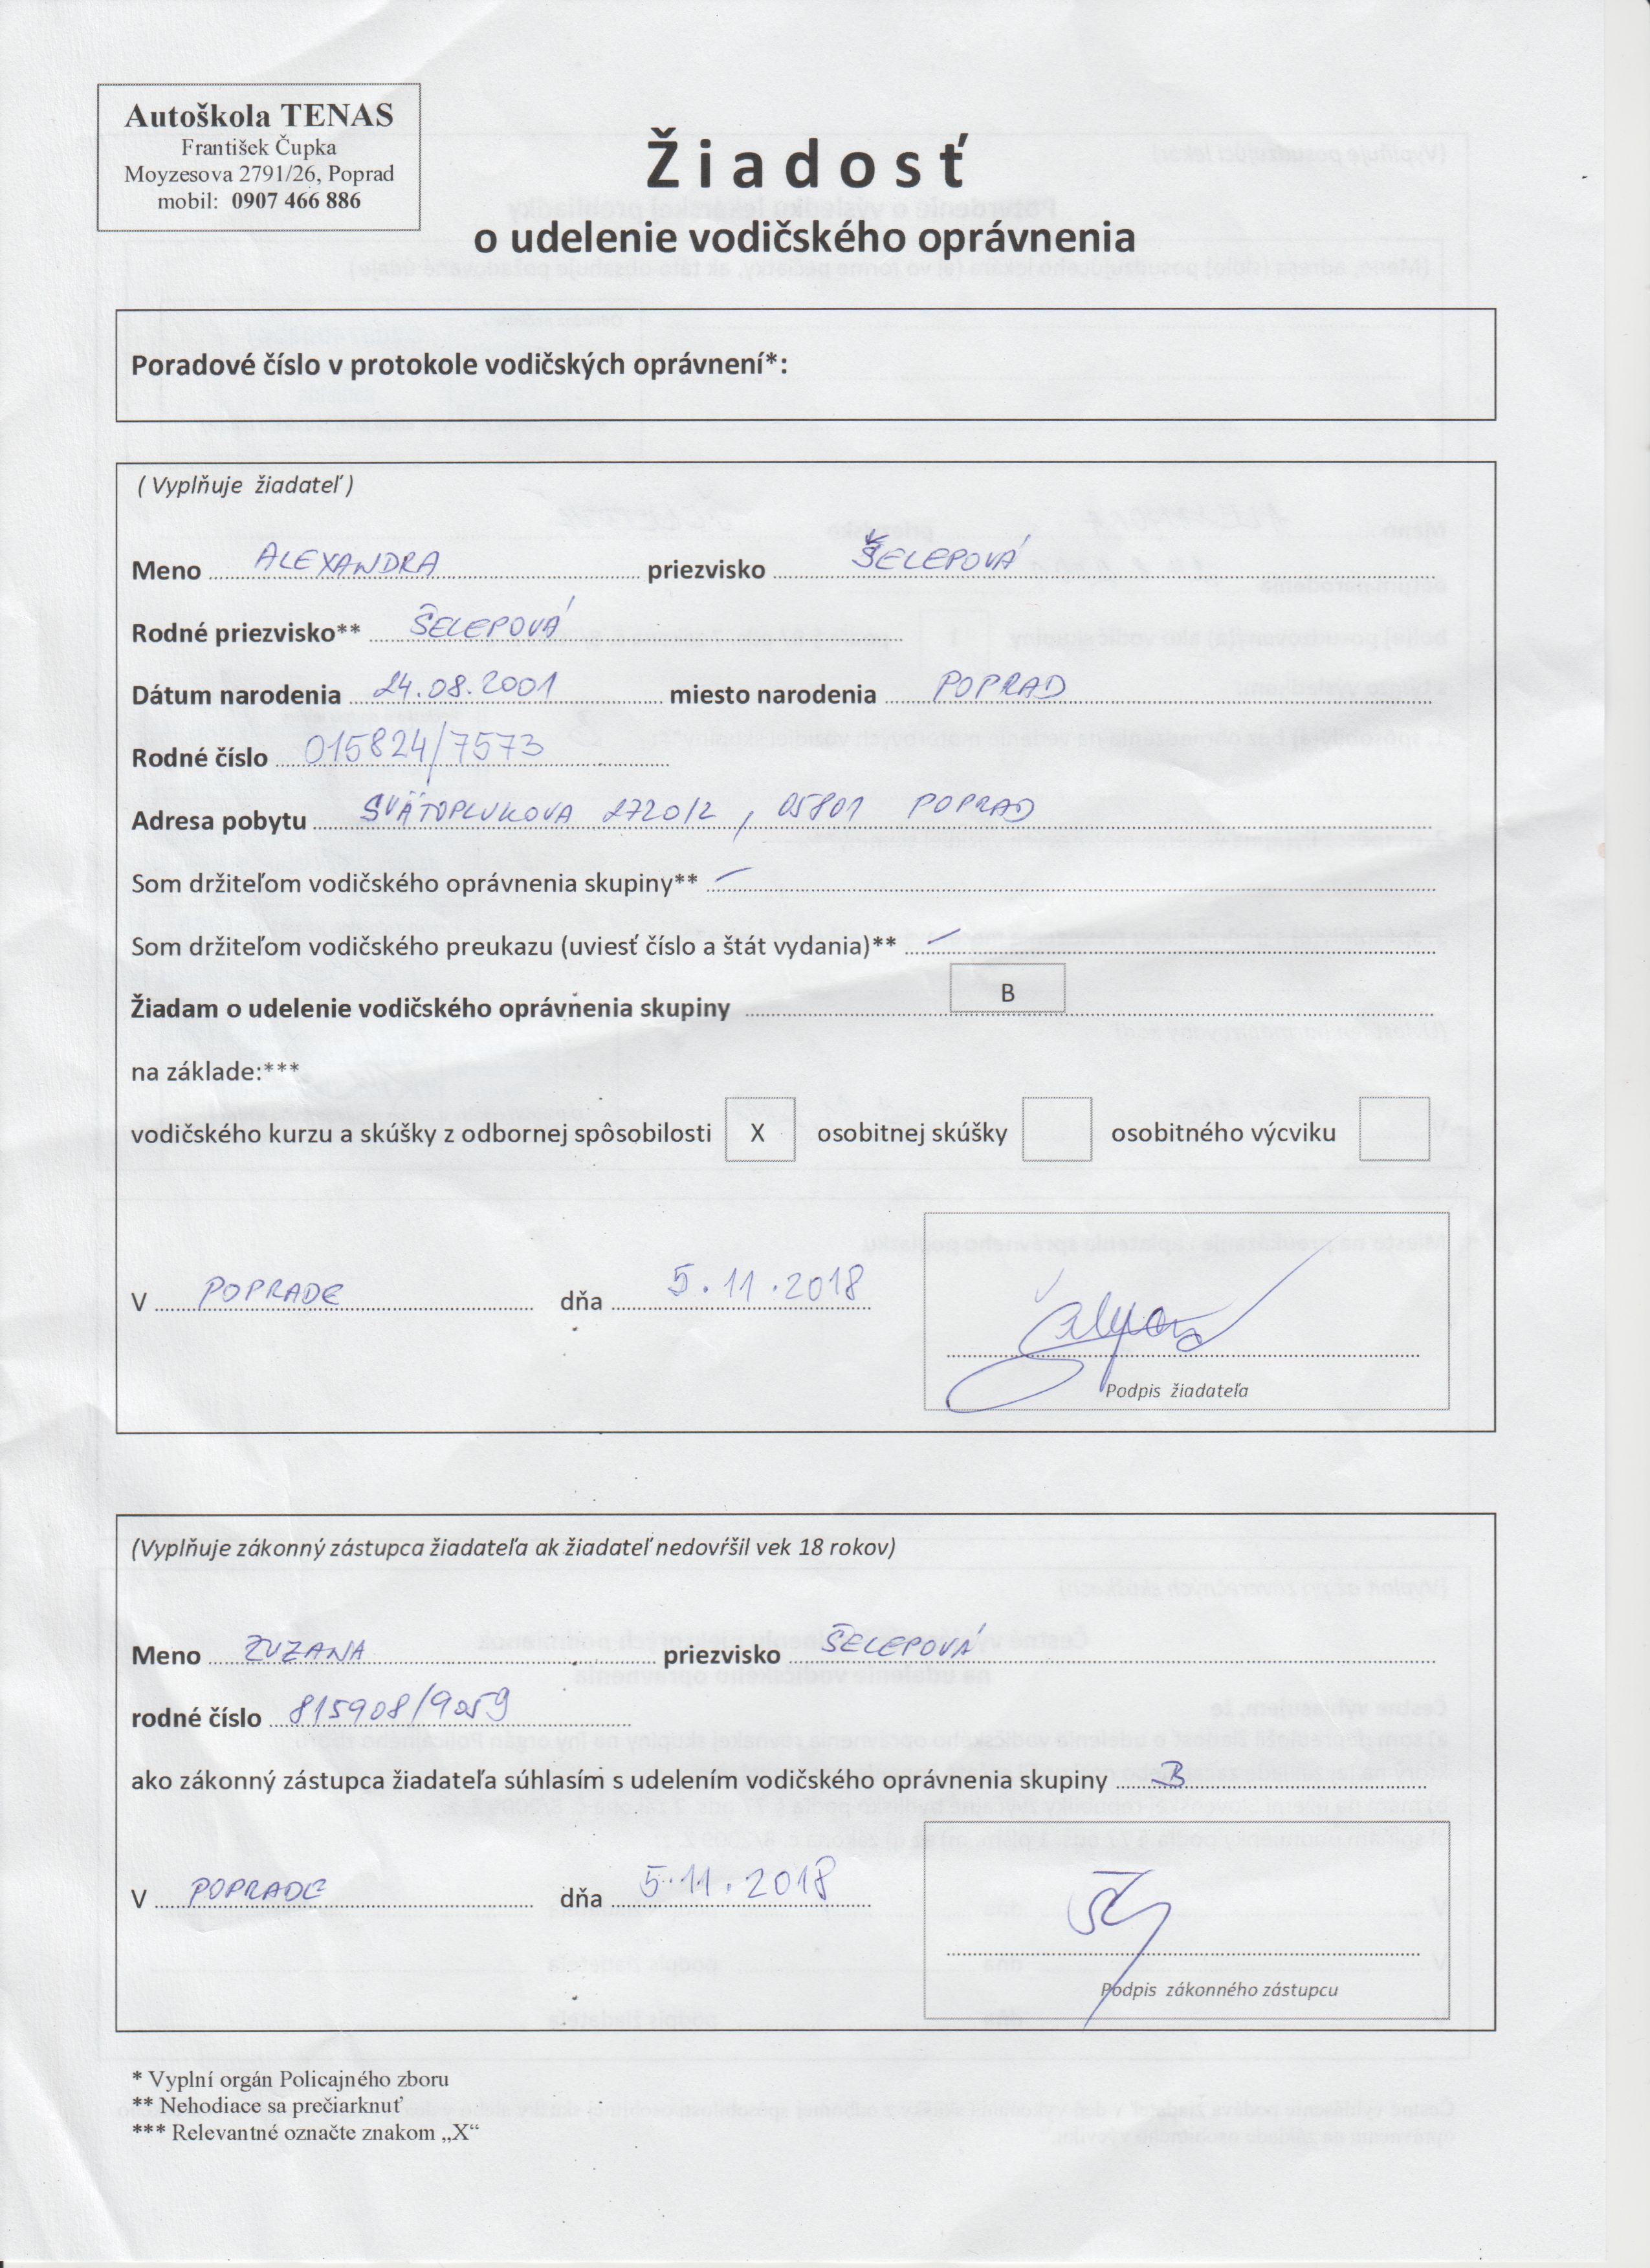 Autoškola TENAS
František Čupka
Moyzesova 2791/26, Poprad
mobil: 0907 466 886
Žiadosť
o udelenie vodičského oprávnenia
Poradové číslo v protokole vodičských oprávnení*:
( Vyplňuje žiadateľ )
Meno ALEXANDRA priezvisko ŠELEPOVÁ
Rodné priezvisko** ŠELEPOVÁ
Dátum narodenia 24.08.2001 miesto narodenia POPRAD
Rodné číslo 015824/7573
Adresa pobytu SVÄTOPLUKOVA 2720/2, 05801 POPRAD
Som držiteľom vodičského oprávnenia skupiny** –
Som držiteľom vodičského preukazu (uviesť číslo a štát vydania)** –
Žiadam o udelenie vodičského oprávnenia skupiny B
na základe:***
vodičského kurzu a skúšky z odbornej spôsobilosti X osobitnej skúšky osobitného výcviku
V POPRADE dňa 5.11.2018
Podpis žiadateľa
(Vyplňuje zákonný zástupca žiadateľa ak žiadateľ nedovŕšil vek 18 rokov)
Meno ZUZANA priezvisko ŠELEPOVÁ
rodné číslo 815908/9059
ako zákonný zástupca žiadateľa súhlasím s udelením vodičského oprávnenia skupiny B
V POPRADE dňa 5.11.2018
Podpis zákonného zástupcu
* Vyplní orgán Policajného zboru
** Nehodiace sa prečiarknuť
*** Relevantné označte znakom „X“